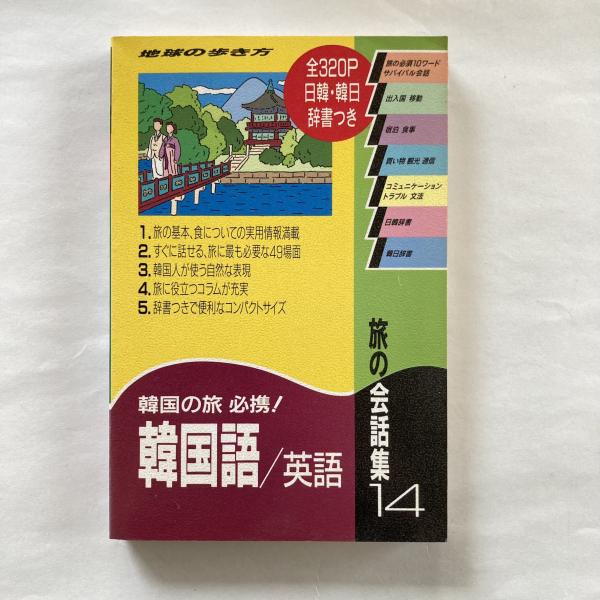 地球の歩き方
全320P
日韓・韓日
辞書つき
旅の必須10ワード
サバイバル会話
出入国 移動
宿泊 食事
買い物 観光 通信
コミュニケーション
トラブル 文法
日韓辞書
韓日辞書
1. 旅の基本、食についての実用情報満載
2. すぐに話せる、旅に最も必要な49場面
3. 韓国人が使う自然な表現
4. 旅に役立つコラムが充実
5. 辞書つきで便利なコンパクトサイズ
韓国の旅 必携!
韓国語/英語
旅の会話集
14